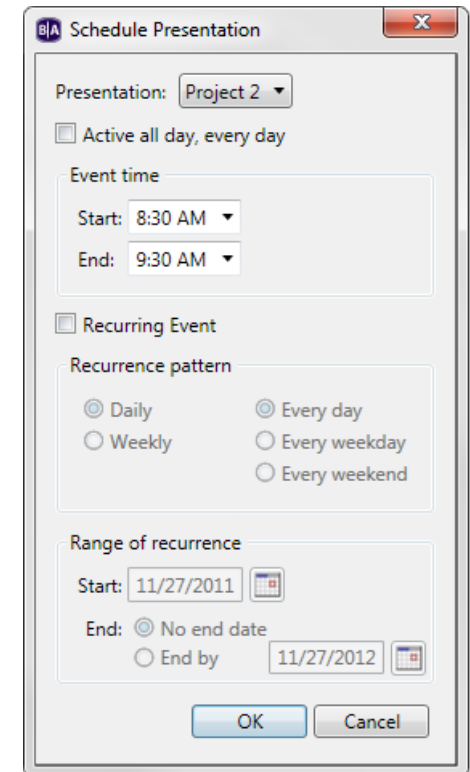 B|A Schedule Presentation
Presentation: Project 2
Active all day, every day
Event time
Start: 8:30 AM
End: 9:30 AM
Recurring Event
Recurrence pattern
Daily Every day
Weekly Every weekday
Every weekend
Range of recurrence
Start: 11/27/2011
End: No end date
End by 11/27/2012
OK Cancel